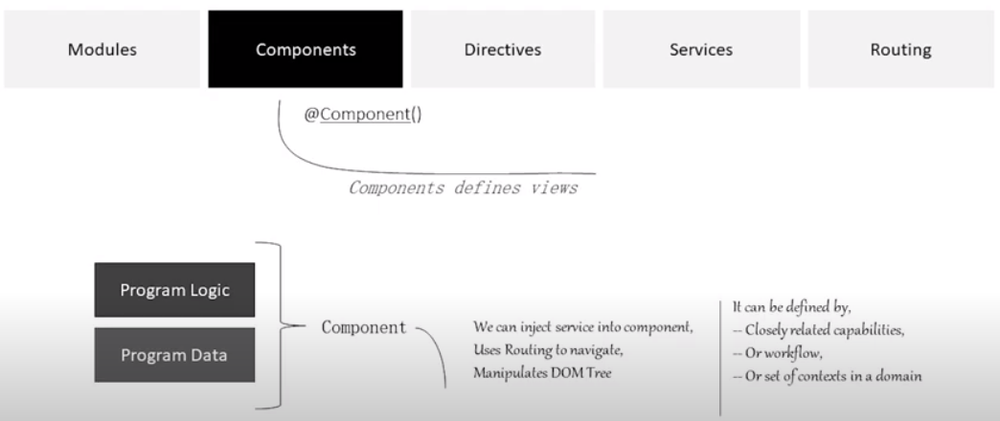 Modules
Components
Directives
Services
Routing
@Component()
Components defines views
Program Logic
Program Data
Component
We can inject service into component,
Uses Routing to navigate,
Manipulates DOM Tree
It can be defined by,
-- Closely related capabilities,
-- Or workflow,
-- Or set of contexts in a domain